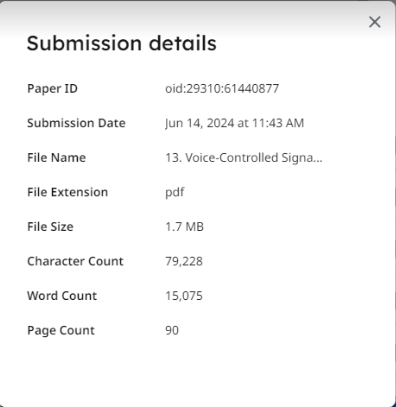 Submission details
Paper ID oid:29310:61440877
Submission Date Jun 14, 2024 at 11:43 AM
File Name 13. Voice-Controlled Signa...
File Extension pdf
File Size 1.7 MB
Character Count 79,228
Word Count 15,075
Page Count 90